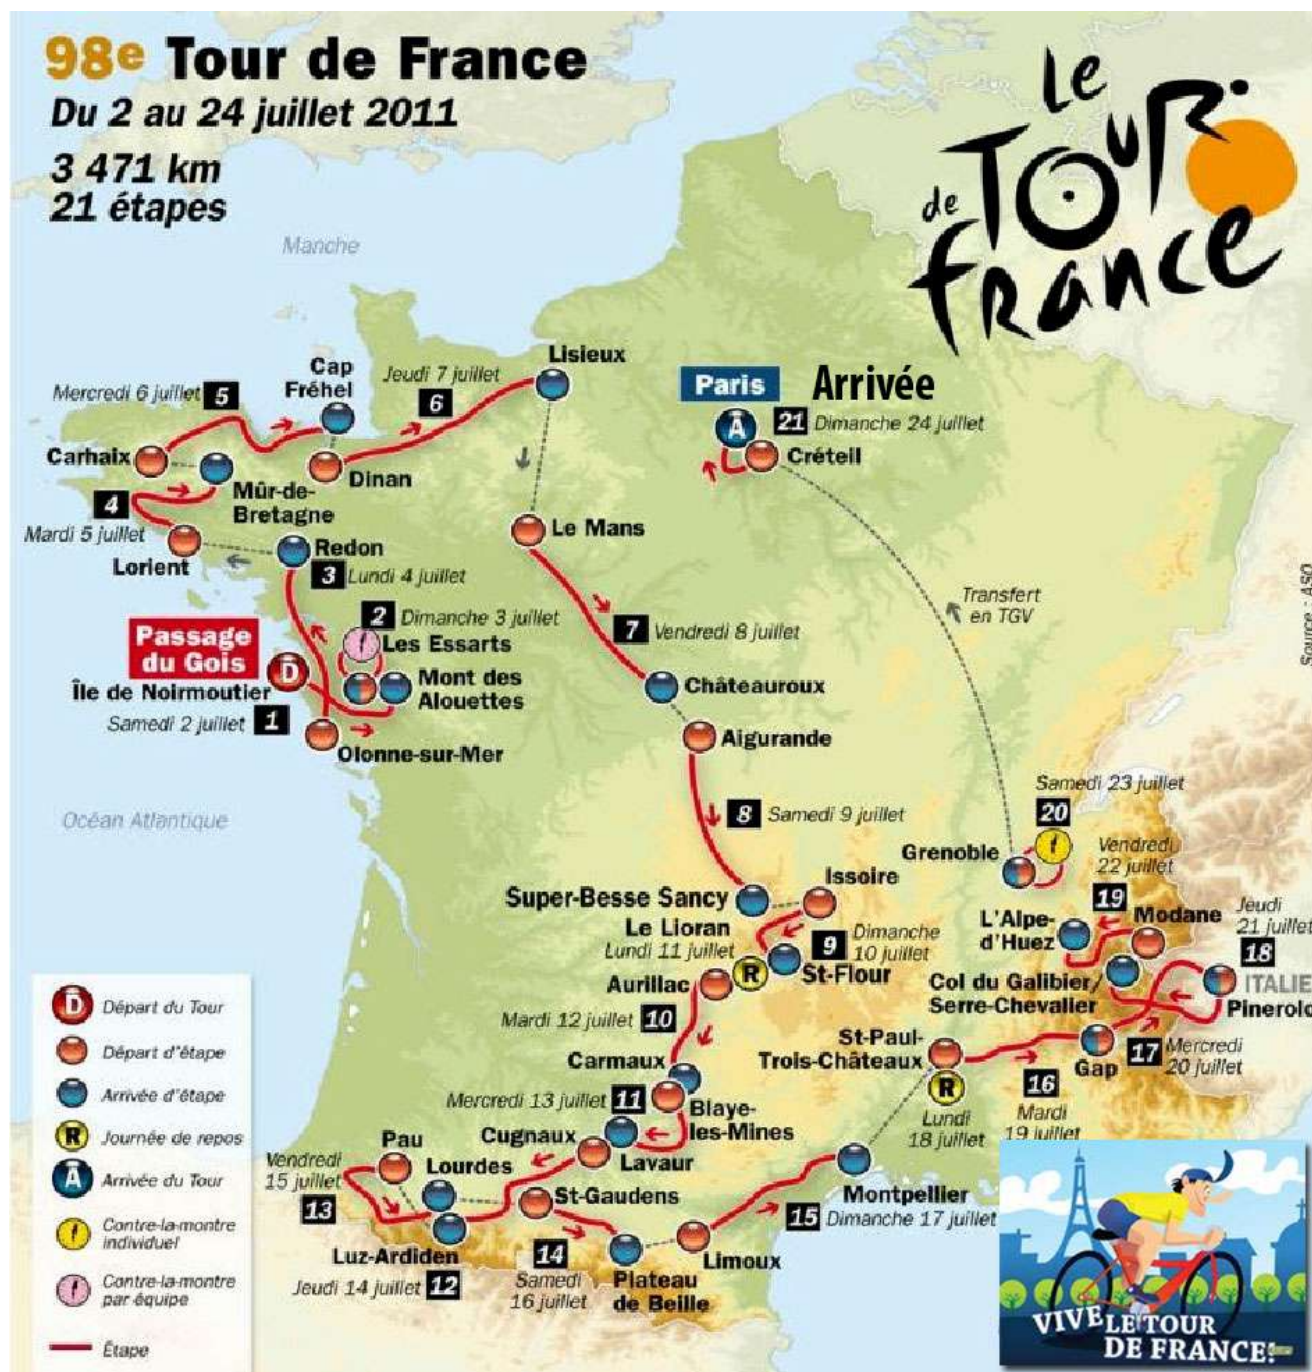 98e Tour de France
Du 2 au 24 juillet 2011
3 471 km
21 étapes
Le
TOUR
de
FRANCE
Manche
Lisieux
Cap
Fréhel
Jeudi 7 juillet
6
Mercredi 6 juillet 5
Paris Arrivée
A 21 Dimanche 24 juillet
Créteil
Carhaix
Dinan
Mûr-de-
Bretagne
4
Mardi 5 juillet
Lorient
Le Mans
Redon
3 Lundi 4 juillet
Transfert
en TGV
Source : ASO
2 Dimanche 3 juillet
Les Essarts
7 Vendredi 8 juillet
Passage
du Gois
D
Île de Noirmoutier
Mont des
Alouettes
Samedi 2 juillet 1
Olonne-sur-Mer
Châteauroux
Aigurande
Océan Atlantique
8 Samedi 9 juillet
Samedi 23 juillet
20
Grenoble
Vendredi
22 juillet
19
Issoire
Super-Besse Sancy
Le Lioran
Lundi 11 juillet
R
9 Dimanche
10 juillet
St-Flour
Aurillac
L'Alpe-
d'Huez
Modane
Jeudi
21 juillet
18
ITALIE
Pinerolo
Col du Galibier/
Serre-Chevalier
Mardi 12 juillet 10
St-Paul-
Trois-Châteaux
R
Lundi
18 juillet
Gap
17 Mercredi
20 juillet
16
Mardi
19 juillet
Carmaux
Mercredi 13 juillet 11
Blaye-
les-Mines
Cugnaux
Lavaur
Pau
Lourdes
Vendredi
15 juillet
13
St-Gaudens
Luz-Ardiden
Jeudi 14 juillet 12
14
Samedi
16 juillet
Plateau
de Beille
Limoux
Montpellier
15 Dimanche 17 juillet
D Départ du Tour
Départ d'étape
Arrivée d'étape
R Journée de repos
A Arrivée du Tour
Contre-la-montre
individuel
Contre-la-montre
par équipe
Étape
VIVE LE TOUR
DE FRANCE!